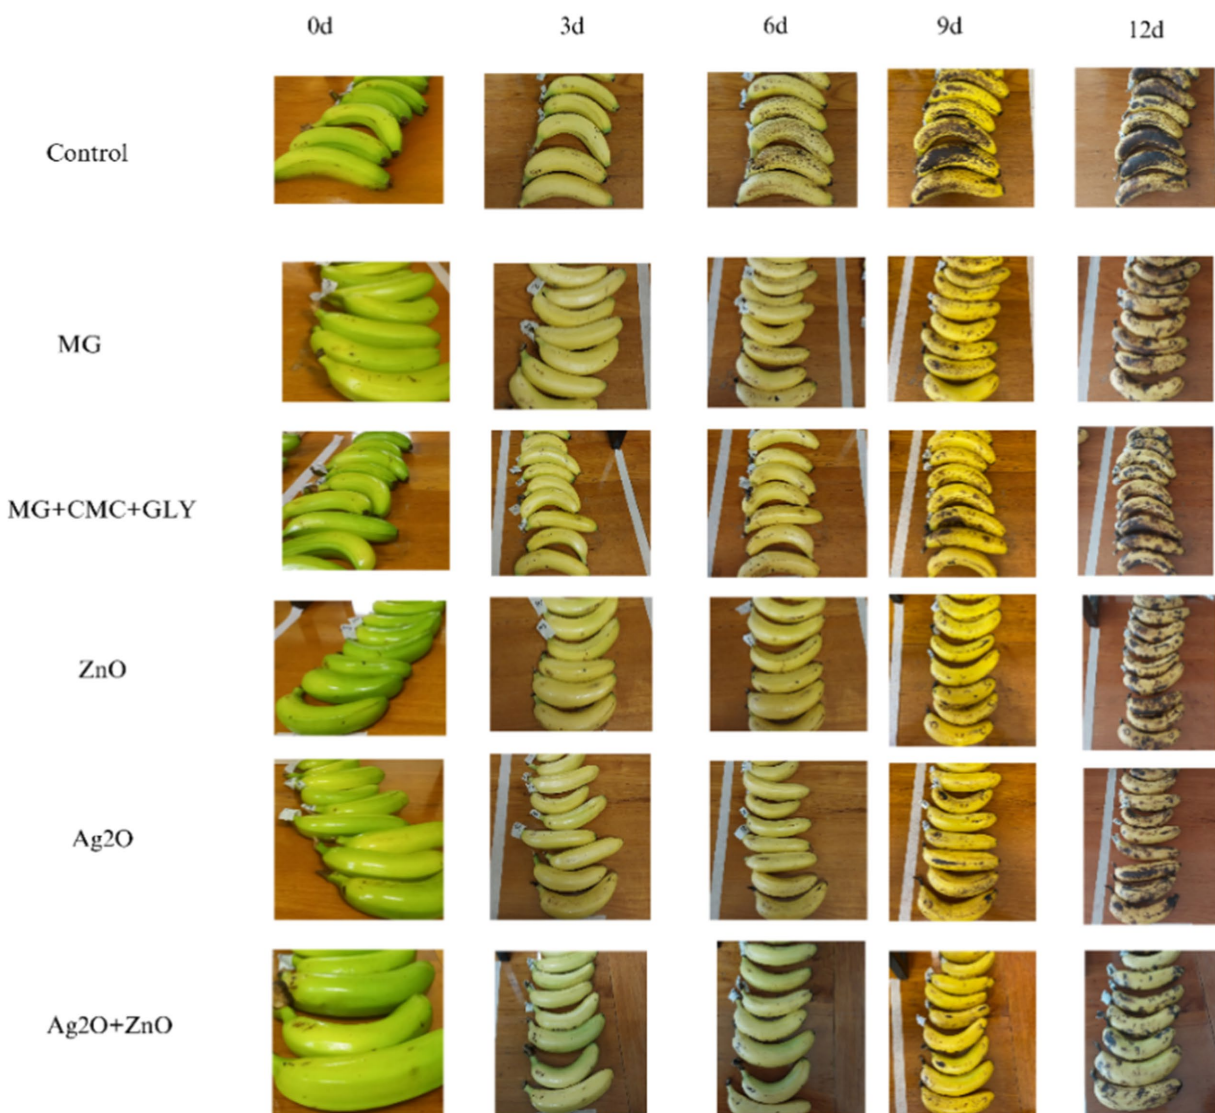 0d 3d 6d 9d 12d
Control
MG
MG+CMC+GLY
ZnO
Ag2O
Ag2O+ZnO